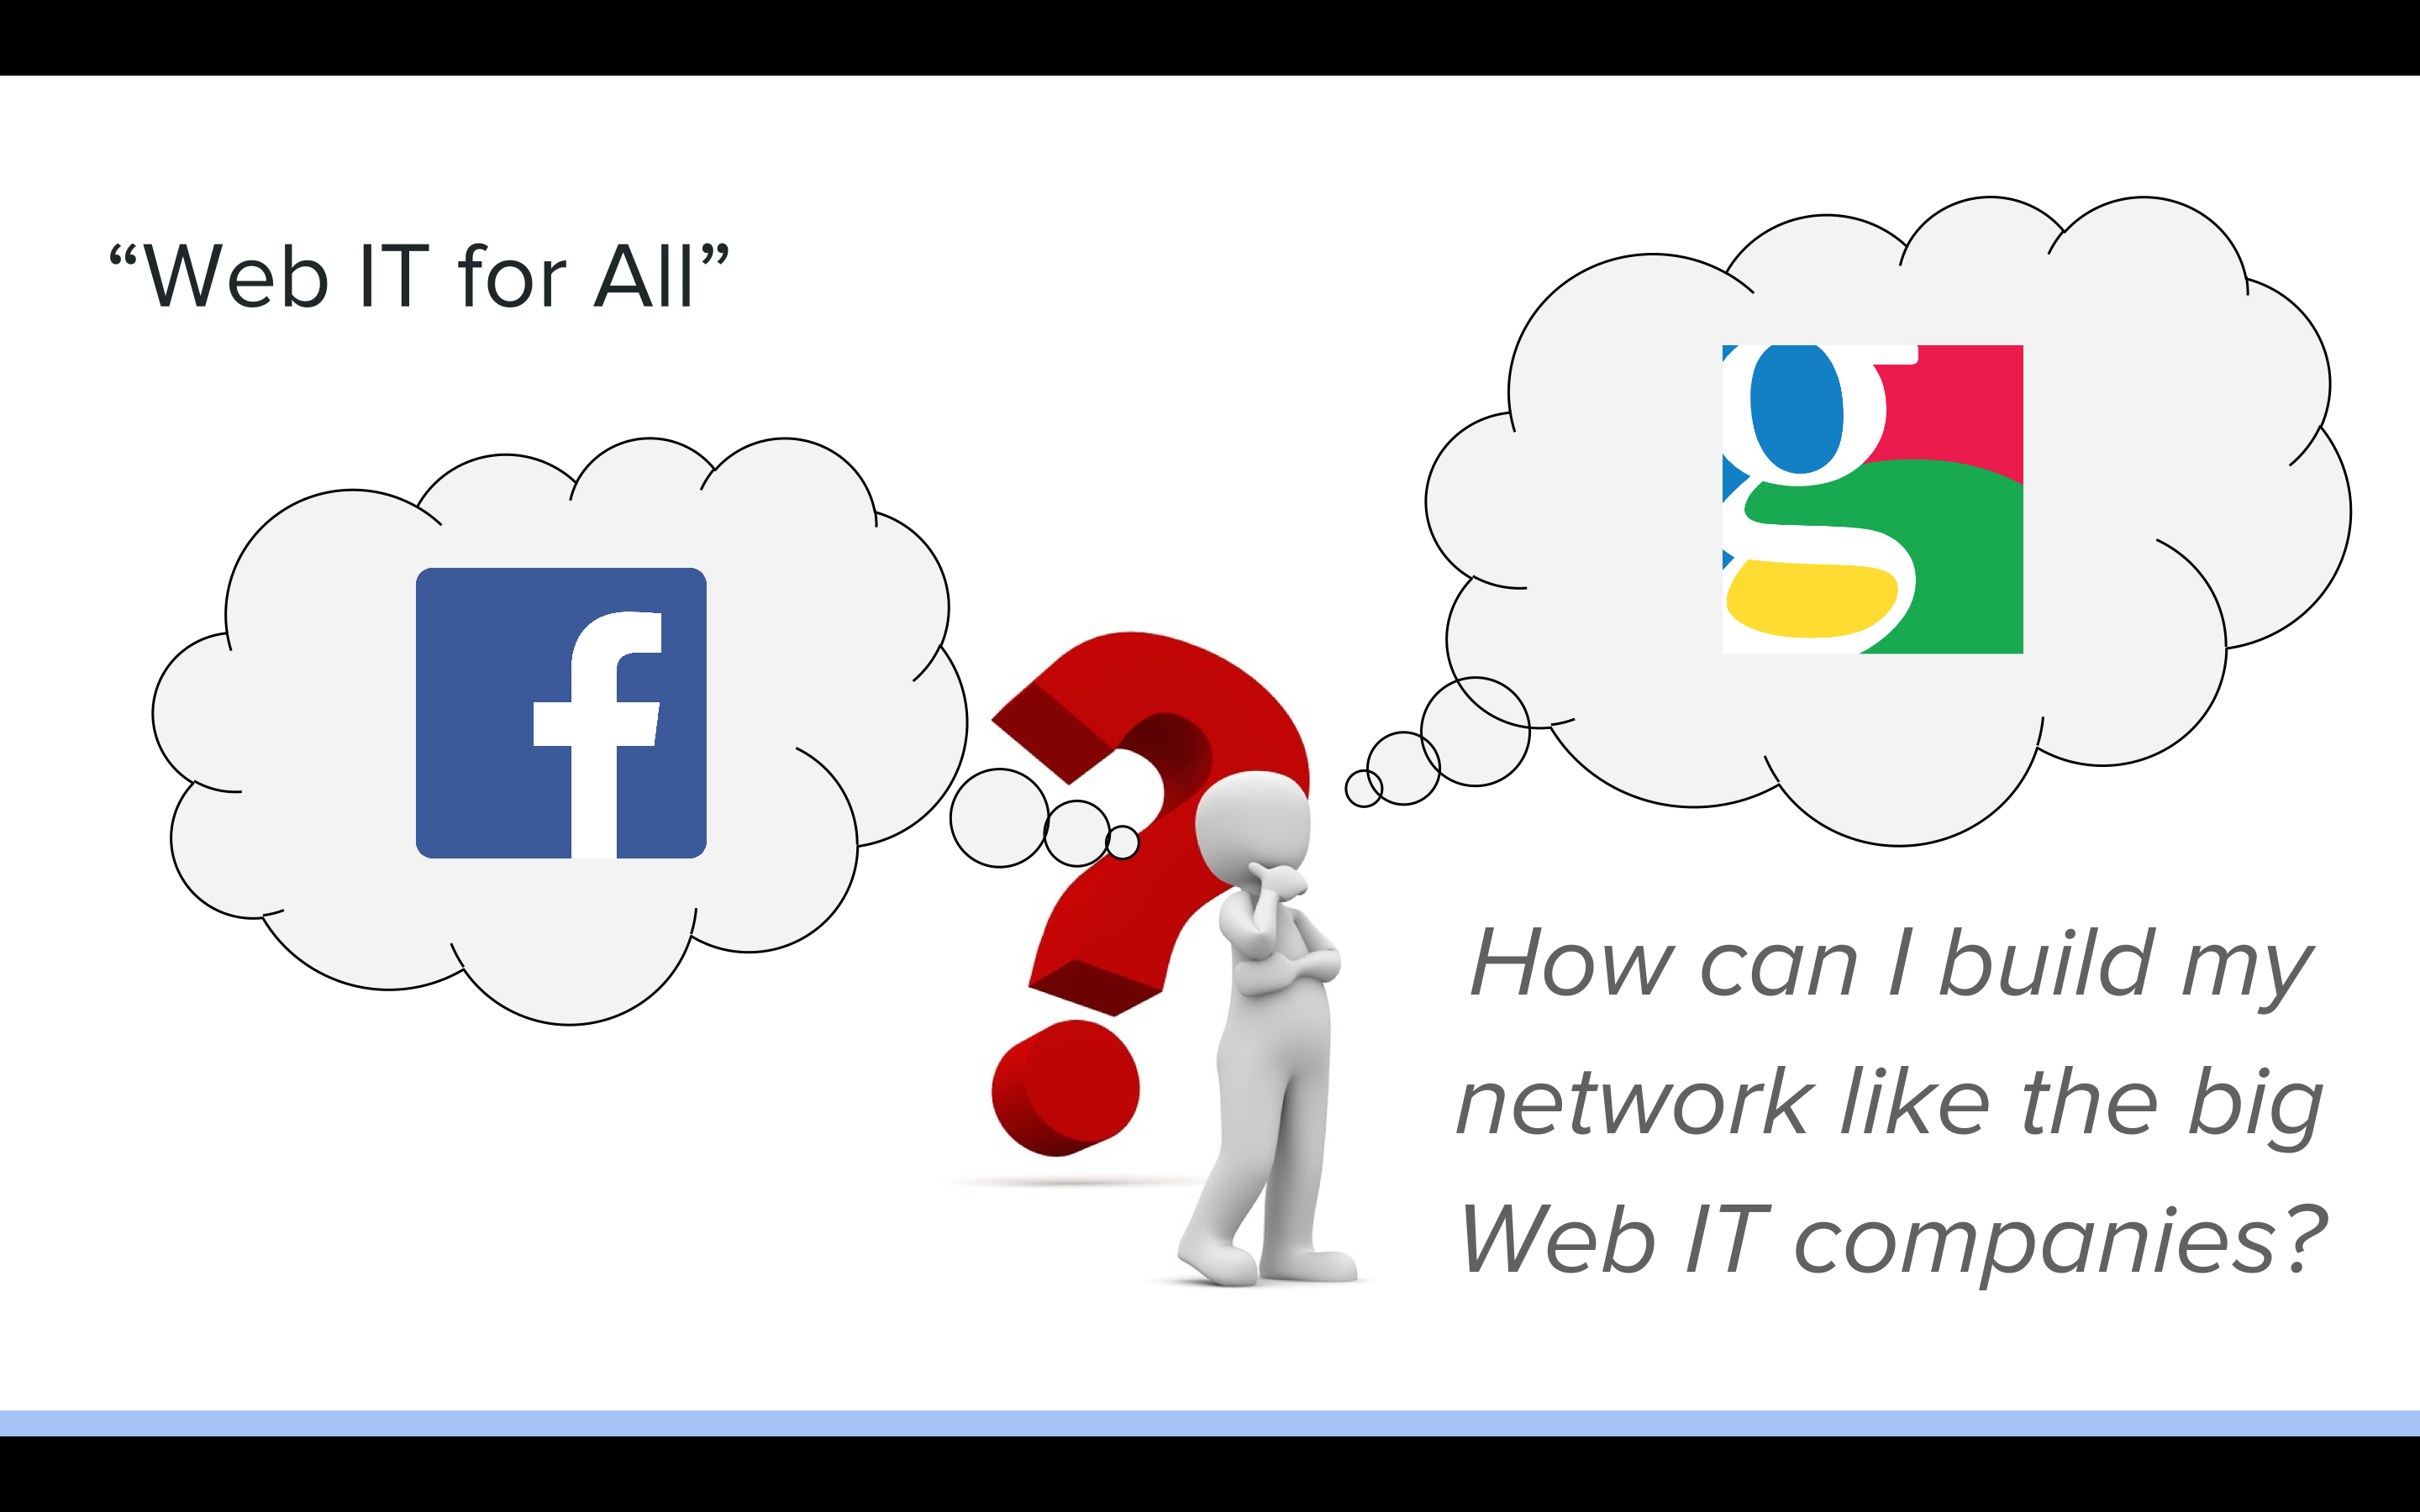 “Web IT for All”
f
g
How can I build my
network like the big
Web IT companies?